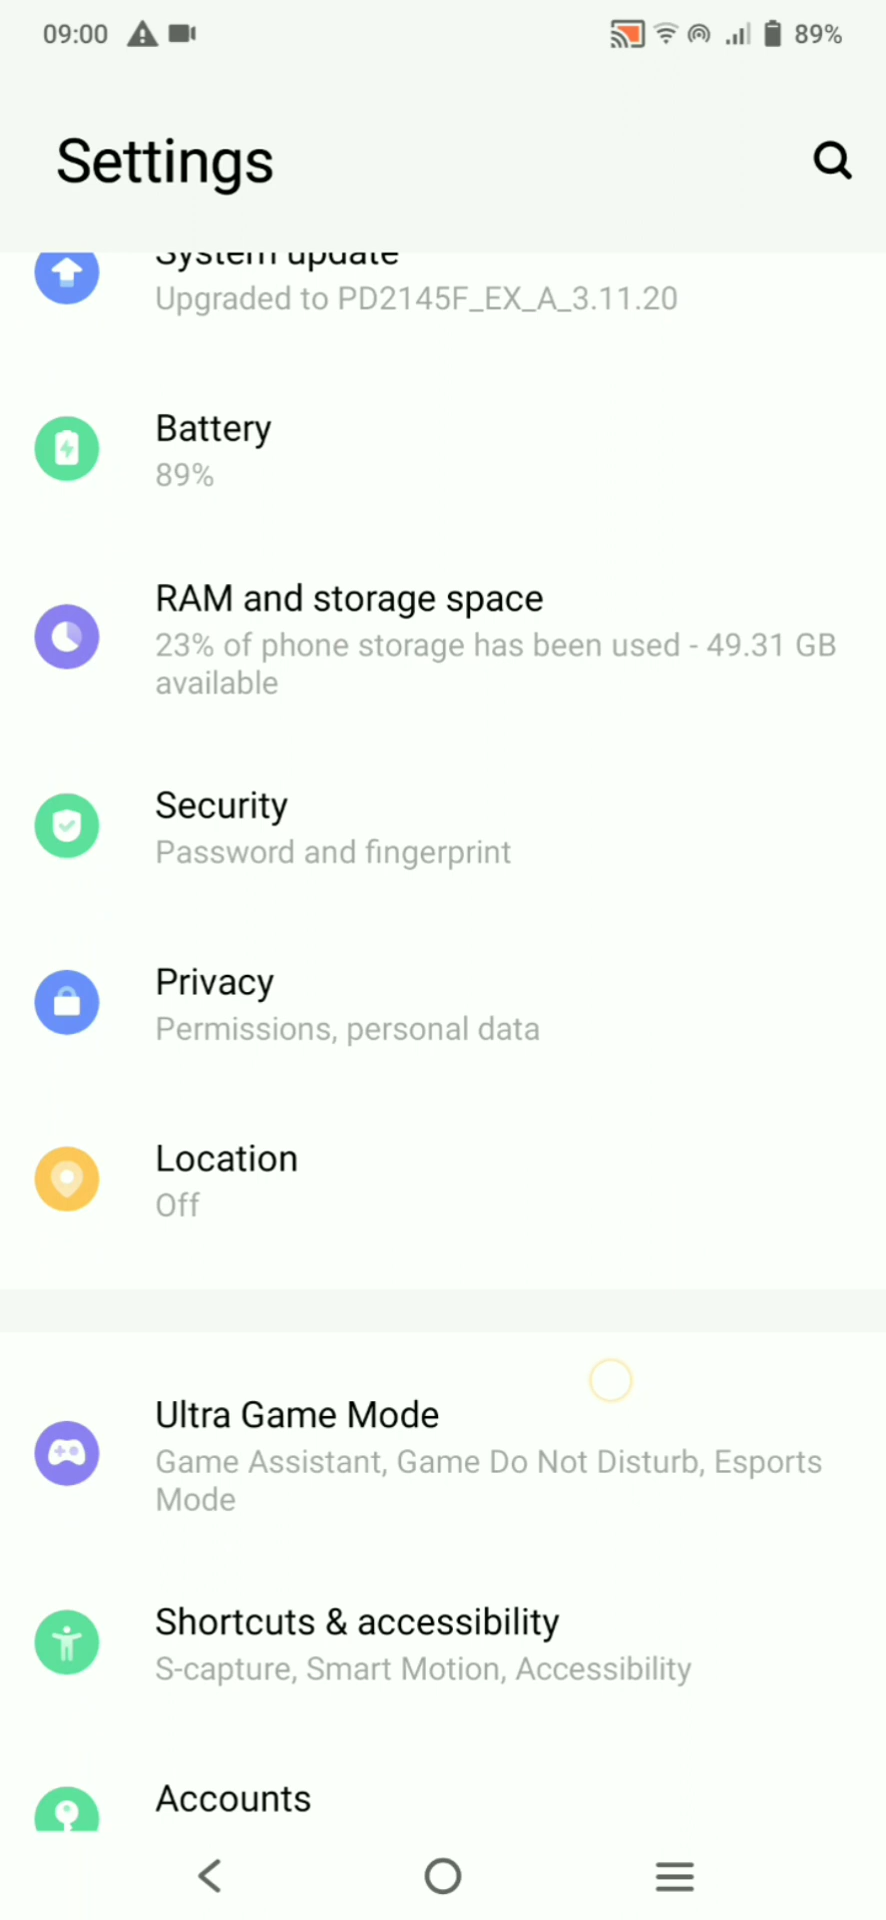 09:00
89%
Settings
System update
Upgraded to PD2145F_EX_A_3.11.20
Battery
89%
RAM and storage space
23% of phone storage has been used - 49.31 GB
available
Security
Password and fingerprint
Privacy
Permissions, personal data
Location
Off
Ultra Game Mode
Game Assistant, Game Do Not Disturb, Esports
Mode
Shortcuts & accessibility
S-capture, Smart Motion, Accessibility
Accounts